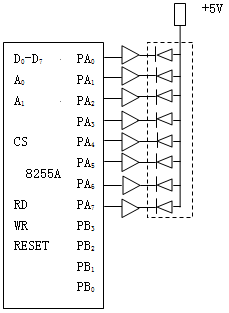 +5V
D₀-D₇ PA₀
A₀ PA₁
A₁ PA₂
PA₃
CS PA₄
PA₅
8255A
PA₆
RD PA₇
WR PB₃
RESET PB₂
PB₁
PB₀